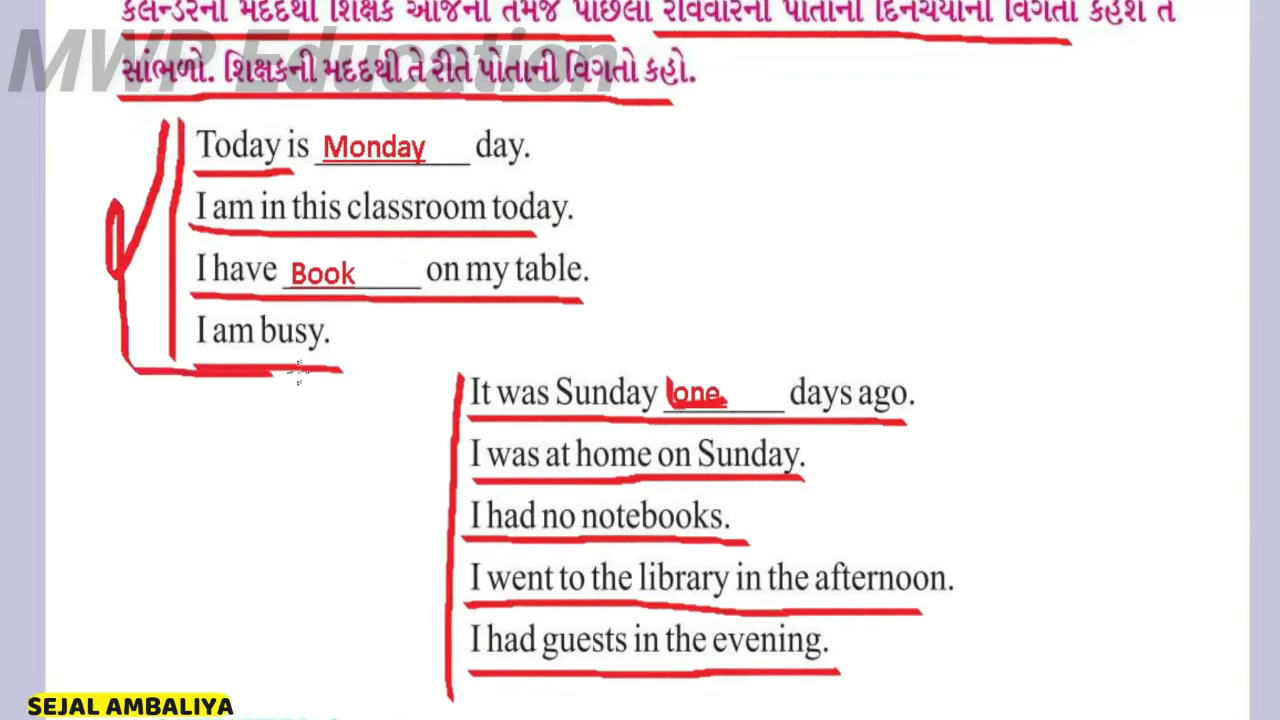 કેલેન્ડરની મદદથી શિક્ષક આજની તેમજ પાછલા રવિવારની પોતાની દિનચર્યાની વિગતો કહેશે તે
સાંભળો. શિક્ષકની મદદથી તે રીતે પોતાની વિગતો કહો.
MWP Education
Today is Monday day.
I am in this classroom today.
I have Book on my table.
I am busy.
It was Sunday one days ago.
I was at home on Sunday.
I had no notebooks.
I went to the library in the afternoon.
I had guests in the evening.
SEJAL AMBALIYA